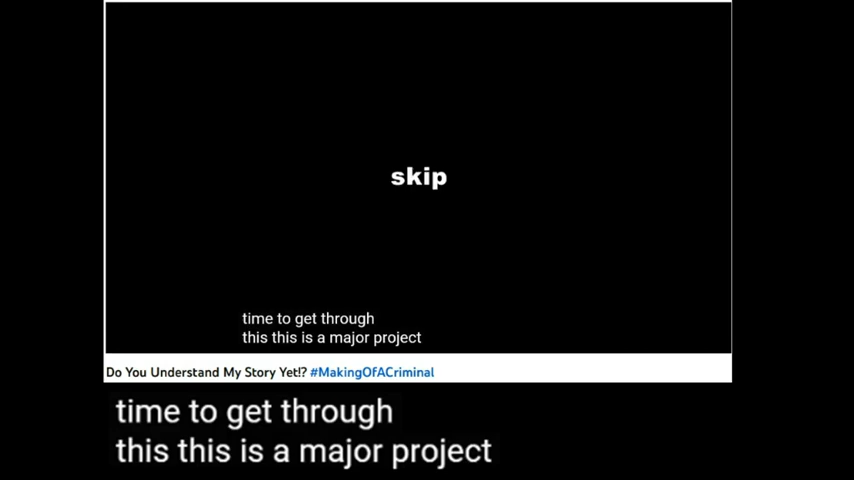 skip
time to get through
this this is a major project
Do You Understand My Story Yet!? #MakingOfACriminal
time to get through
this this is a major project